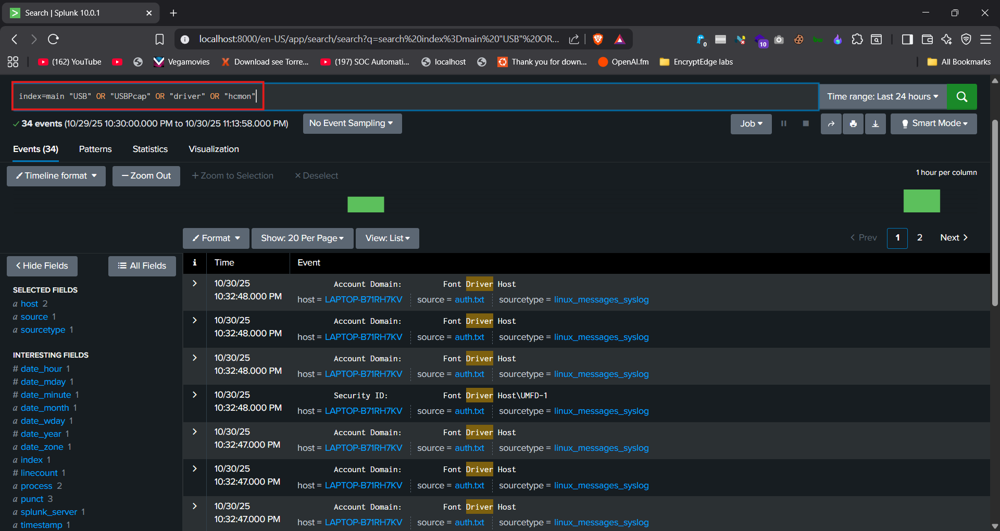 Search | Splunk 10.0.1
localhost:8000/en-US/app/search/search?q=search%20index%3Dmain%20"USB"%20OR...
0
10
bw
(162) YouTube
Vegamovies
Download see Torre...
(197) SOC Automati...
localhost
Thank you for down...
OpenAI.fm
EncryptEdge labs
All Bookmarks
index=main "USB" OR "USBPcap" OR "driver" OR "hcmon"
Time range: Last 24 hours
34 events (10/29/25 10:30:00.000 PM to 10/30/25 11:13:58.000 PM)
No Event Sampling
Job
Smart Mode
Events (34)
Patterns
Statistics
Visualization
Timeline format
— Zoom Out
+ Zoom to Selection
× Deselect
1 hour per column
Format
Show: 20 Per Page
View: List
< Prev
1
2
Next >
< Hide Fields
All Fields
i
Time
Event
SELECTED FIELDS
a host 2
a source 1
a sourcetype 1
INTERESTING FIELDS
# date_hour 1
# date_mday 1
# date_minute 1
a date_month 1
a date_wday 1
# date_year 1
a date_zone 1
a index 1
# linecount 1
a process 2
a punct 3
a splunk_server 1
a timestamp 1
> 10/30/25 Account Domain: Font Driver Host
10:32:48.000 PM host = LAPTOP-B71RH7KV source = auth.txt sourcetype = linux_messages_syslog
> 10/30/25 Account Domain: Font Driver Host
10:32:48.000 PM host = LAPTOP-B71RH7KV source = auth.txt sourcetype = linux_messages_syslog
> 10/30/25 Account Domain: Font Driver Host
10:32:48.000 PM host = LAPTOP-B71RH7KV source = auth.txt sourcetype = linux_messages_syslog
> 10/30/25 Security ID: Font Driver Host\UMFD-1
10:32:48.000 PM host = LAPTOP-B71RH7KV source = auth.txt sourcetype = linux_messages_syslog
> 10/30/25 Account Domain: Font Driver Host
10:32:47.000 PM host = LAPTOP-B71RH7KV source = auth.txt sourcetype = linux_messages_syslog
> 10/30/25 Account Domain: Font Driver Host
10:32:47.000 PM host = LAPTOP-B71RH7KV source = auth.txt sourcetype = linux_messages_syslog
> 10/30/25 Account Domain: Font Driver Host
10:32:47.000 PM host = LAPTOP-B71RH7KV source = auth.txt sourcetype = linux_messages_syslog